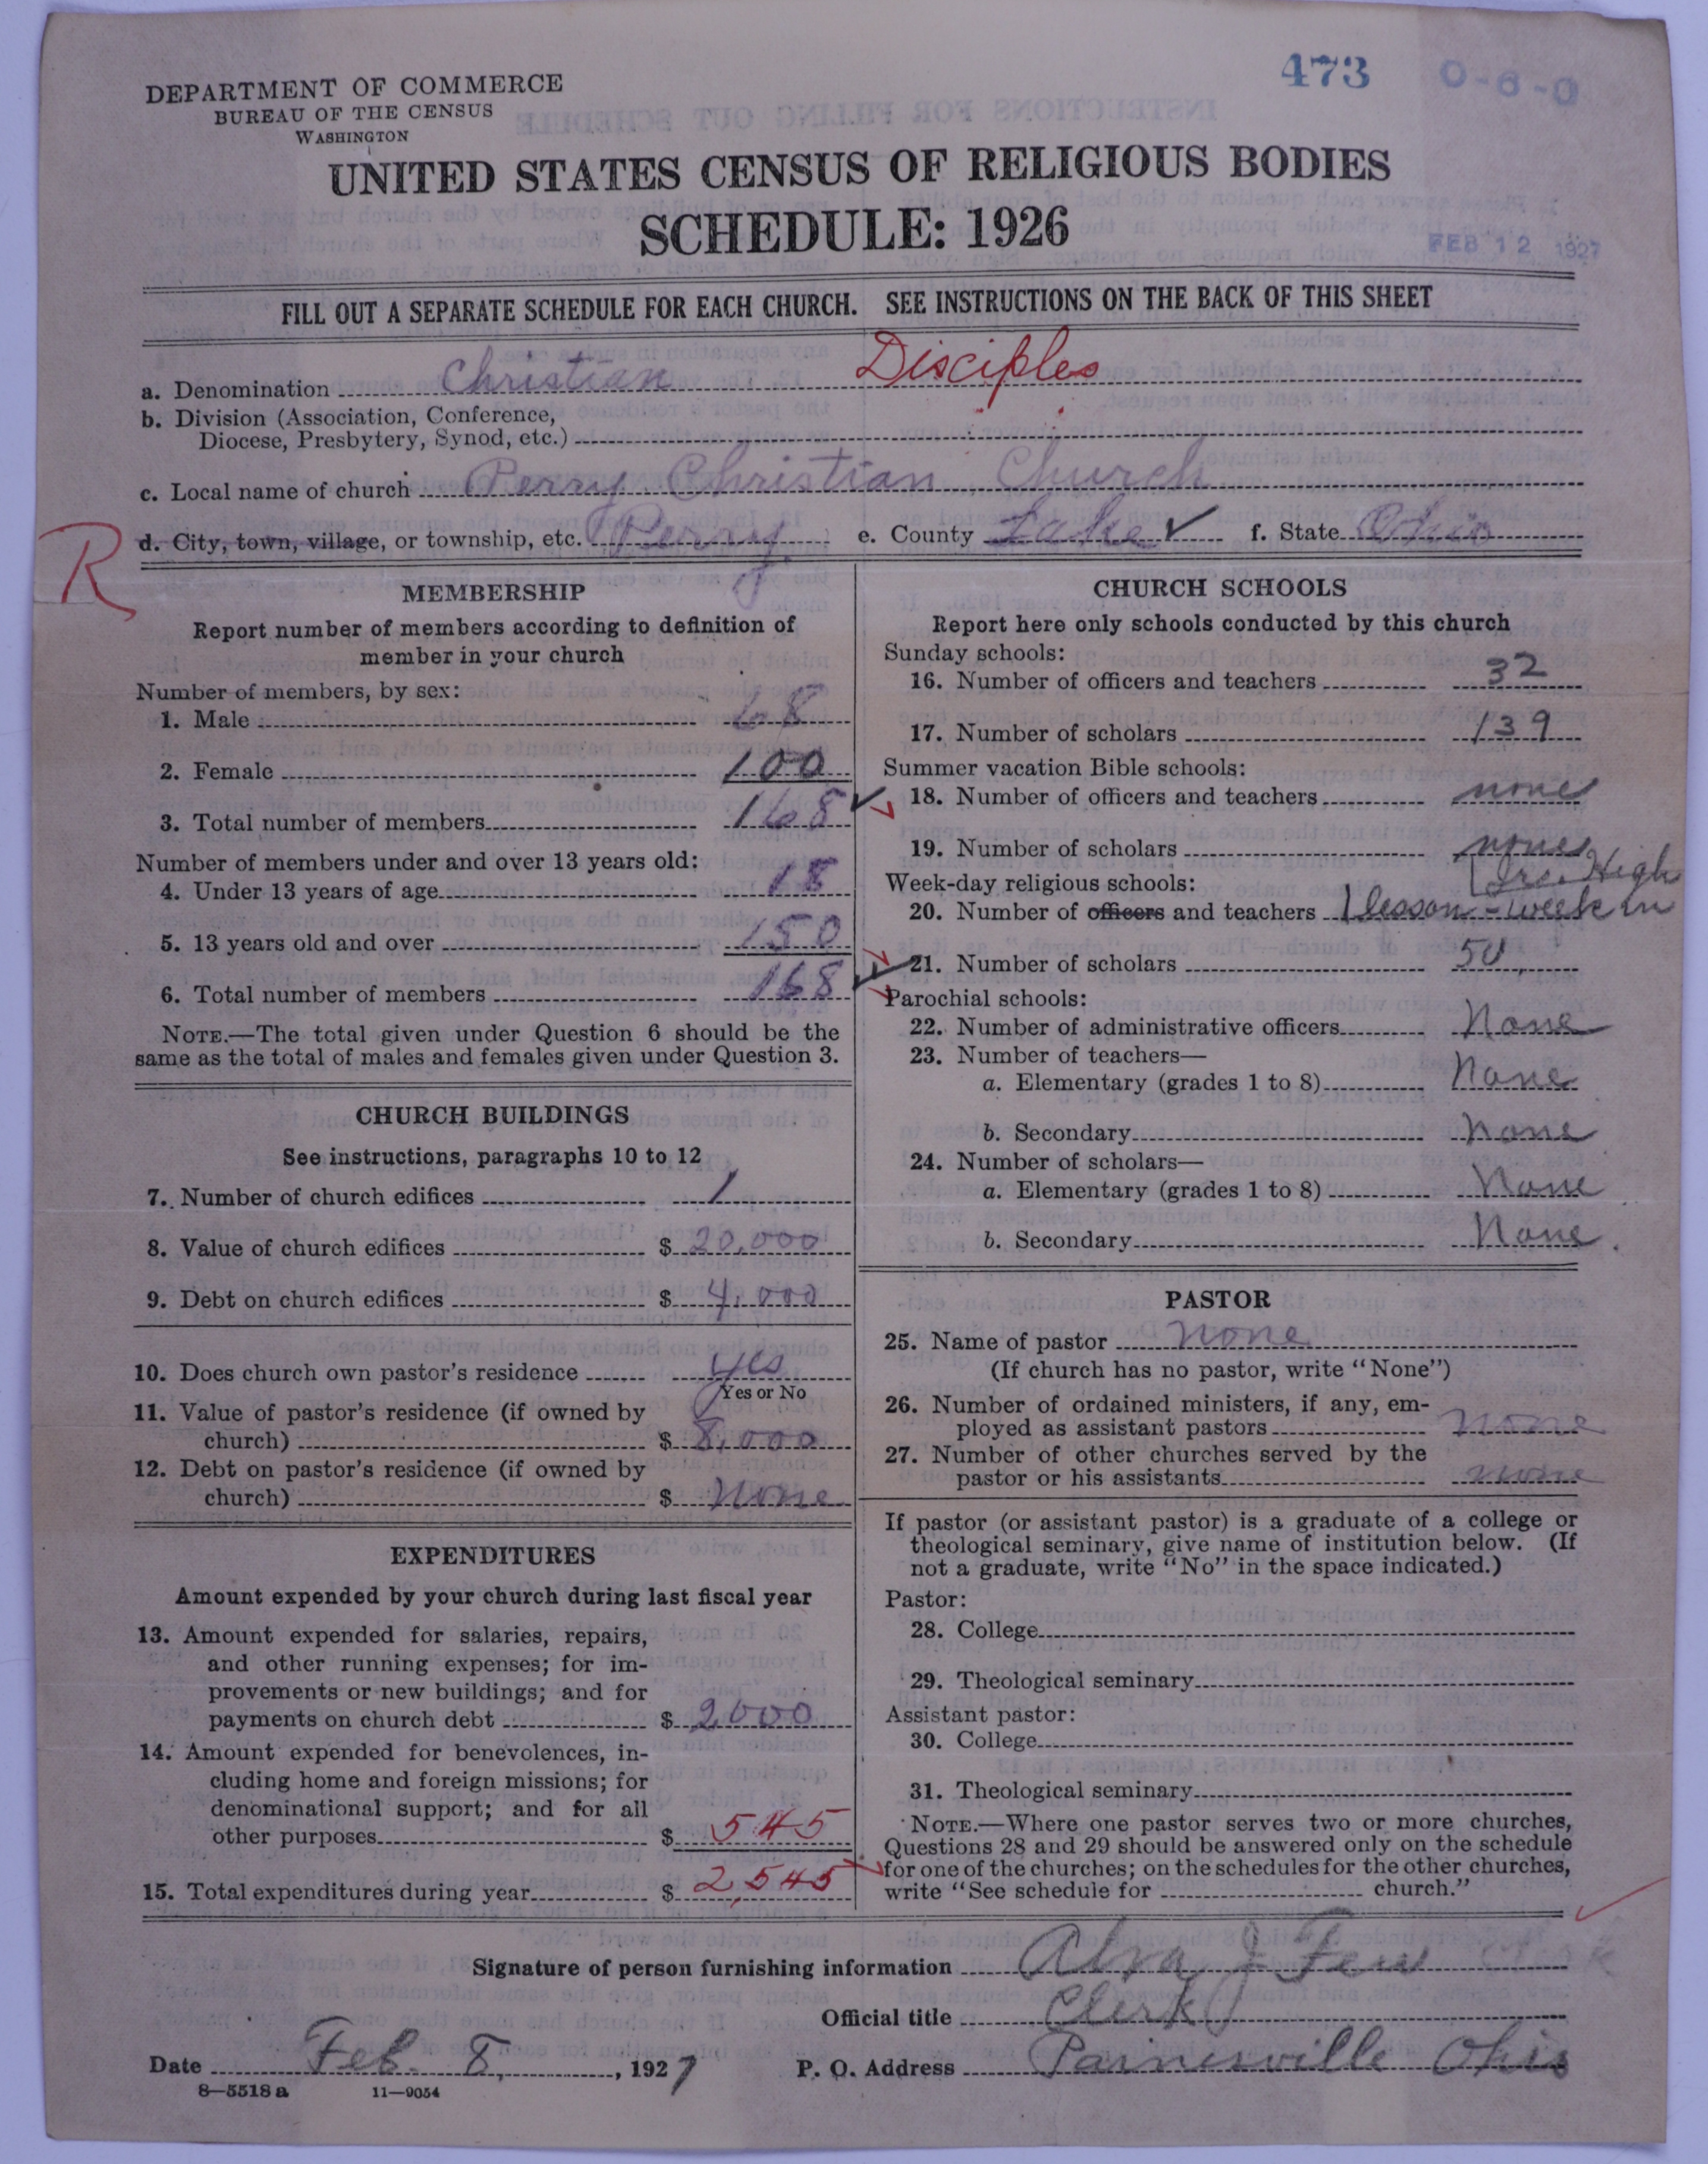 473 0-6-0
DEPARTMENT OF COMMERCE
BUREAU OF THE CENSUS
WASHINGTON
UNITED STATES CENSUS OF RELIGIOUS BODIES
SCHEDULE: 1926
FEB 12 1927
FILL OUT A SEPARATE SCHEDULE FOR EACH CHURCH. SEE INSTRUCTIONS ON THE BACK OF THIS SHEET
a. Denomination Christian Disciples
b. Division (Association, Conference,
Diocese, Presbytery, Synod, etc.)
c. Local name of church Perry Christian Church
R
d. City, town, village, or township, etc. Perry e. County Lake ✓ f. State Ohio
MEMBERSHIP
Report number of members according to definition of
member in your church
Number of members, by sex:
1. Male 68
2. Female 100
3. Total number of members 168 ✓
Number of members under and over 13 years old:
4. Under 13 years of age 18
5. 13 years old and over 150
6. Total number of members 168 ✓
NOTE.—The total given under Question 6 should be the
same as the total of males and females given under Question 3.
CHURCH BUILDINGS
See instructions, paragraphs 10 to 12
7. Number of church edifices 1
8. Value of church edifices $ 20,000
9. Debt on church edifices $ 4,000
10. Does church own pastor's residence yes
Yes or No
11. Value of pastor's residence (if owned by
church) $ 8,000
12. Debt on pastor's residence (if owned by
church) $ None
EXPENDITURES
Amount expended by your church during last fiscal year
13. Amount expended for salaries, repairs,
and other running expenses; for im-
provements or new buildings; and for
payments on church debt $ 2000
14. Amount expended for benevolences, in-
cluding home and foreign missions; for
denominational support; and for all
other purposes $ 545
15. Total expenditures during year $ 2,545
CHURCH SCHOOLS
Report here only schools conducted by this church
Sunday schools:
16. Number of officers and teachers 32
17. Number of scholars 139
Summer vacation Bible schools:
18. Number of officers and teachers none
19. Number of scholars none
Week-day religious schools: High
20. Number of officers and teachers 1 lesson - week in
21. Number of scholars 50
Parochial schools:
22. Number of administrative officers None
23. Number of teachers—
a. Elementary (grades 1 to 8) None
b. Secondary None
24. Number of scholars—
a. Elementary (grades 1 to 8) None
b. Secondary None
PASTOR
25. Name of pastor none
(If church has no pastor, write "None")
26. Number of ordained ministers, if any, em-
ployed as assistant pastors none
27. Number of other churches served by the
pastor or his assistants none
If pastor (or assistant pastor) is a graduate of a college or
theological seminary, give name of institution below. (If
not a graduate, write "No" in the space indicated.)
Pastor:
28. College
29. Theological seminary
Assistant pastor:
30. College
31. Theological seminary
NOTE.—Where one pastor serves two or more churches,
Questions 28 and 29 should be answered only on the schedule
for one of the churches; on the schedules for the other churches,
write "See schedule for church."
Signature of person furnishing information Alva J Few
Official title Clerk
Date Feb. 8, 1927 P. O. Address Painesville Ohio
8—5518 a 11—9054